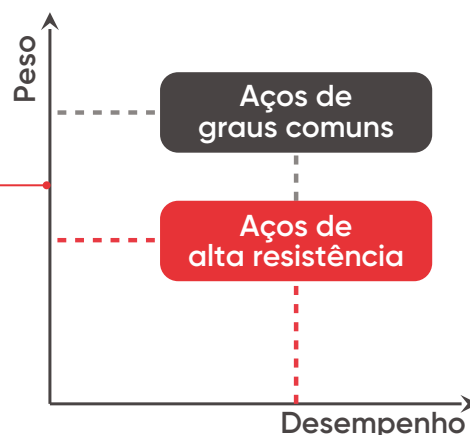 Peso
Aços de
graus comuns
Aços de
alta resistência
Desempenho